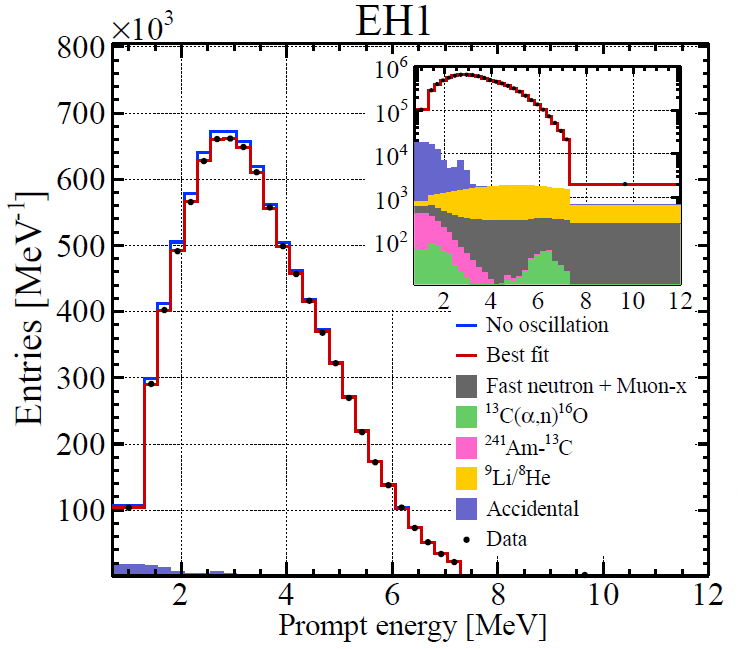 EH1
×10³
800
700
600
500
400
300
200
100
Entries [MeV⁻¹]
2 4 6 8 10 12
Prompt energy [MeV]
10⁶
10⁵
10⁴
10³
10²
2 4 6 8 10 12
No oscillation
Best fit
Fast neutron + Muon-x
¹³C(α,n)¹⁶O
²⁴¹Am-¹³C
⁹Li/⁸He
Accidental
Data